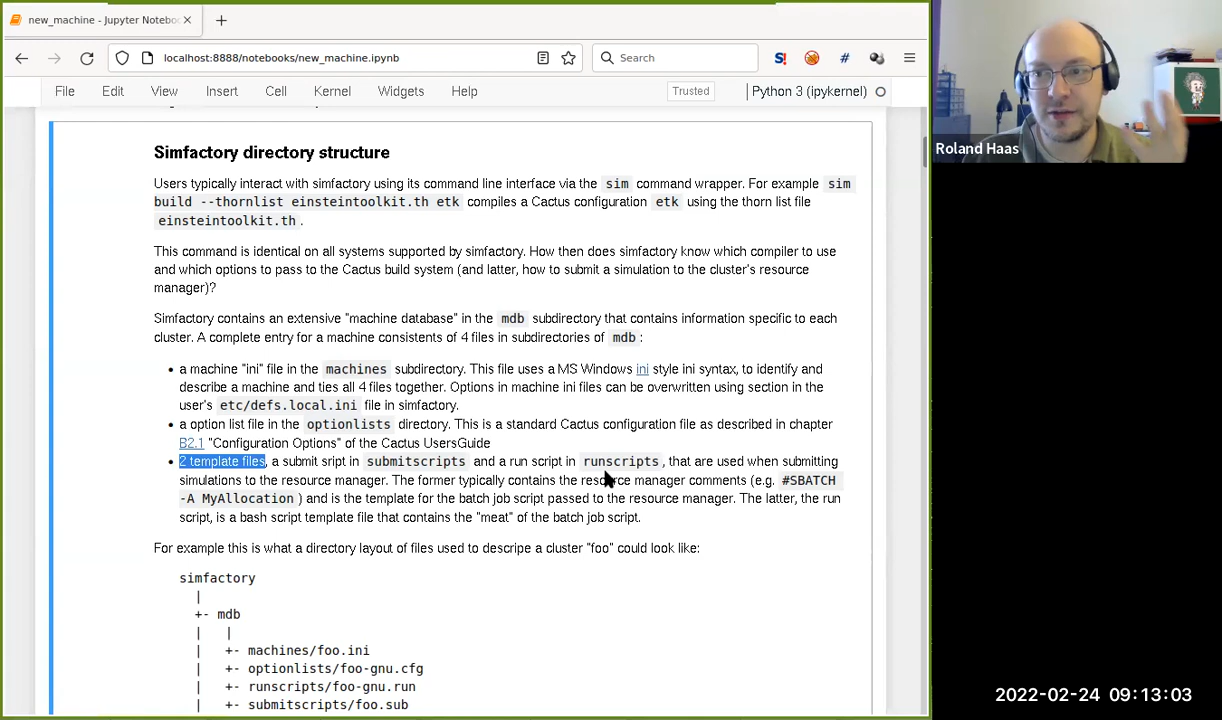 new_machine - Jupyter Noteboo
localhost:8888/notebooks/new_machine.ipynb
Search
File Edit View Insert Cell Kernel Widgets Help Trusted Python 3 (ipykernel)
Simfactory directory structure
Users typically interact with simfactory using its command line interface via the sim command wrapper. For example sim
build --thornlist einsteintoolkit.th etk compiles a Cactus configuration etk using the thorn list file
einsteintoolkit.th .
This command is identical on all systems supported by simfactory. How then does simfactory know which compiler to use
and which options to pass to the Cactus build system (and latter, how to submit a simulation to the cluster's resource
manager)?
Simfactory contains an extensive "machine database" in the mdb subdirectory that contains information specific to each
cluster. A complete entry for a machine consistents of 4 files in subdirectories of mdb :
• a machine "ini" file in the machines subdirectory. This file uses a MS Windows ini style ini syntax, to identify and
describe a machine and ties all 4 files together. Options in machine ini files can be overwritten using section in the
user's etc/defs.local.ini file in simfactory.
• a option list file in the optionlists directory. This is a standard Cactus configuration file as described in chapter
B2.1 "Configuration Options" of the Cactus UsersGuide
• 2 template files, a submit sript in submitscripts and a run script in runscripts , that are used when submitting
simulations to the resource manager. The former typically contains the resource manager comments (e.g. #SBATCH
-A MyAllocation ) and is the template for the batch job script passed to the resource manager. The latter, the run
script, is a bash script template file that contains the "meat" of the batch job script.
For example this is what a directory layout of files used to descripe a cluster "foo" could look like:
simfactory
|
+- mdb
| |
| +- machines/foo.ini
| +- optionlists/foo-gnu.cfg
| +- runscripts/foo-gnu.run
| +- submitscripts/foo.sub
Roland Haas
2022-02-24 09:13:03